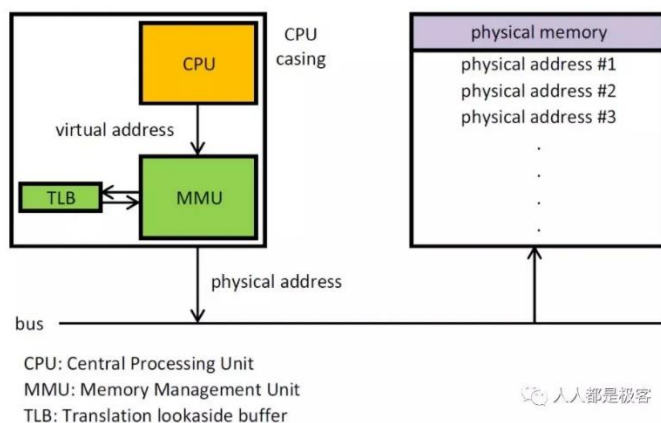 CPU
casing
CPU
virtual address
TLB
MMU
physical address
physical memory
physical address #1
physical address #2
physical address #3
.
.
.
.
bus
CPU: Central Processing Unit
MMU: Memory Management Unit
TLB: Translation lookaside buffer
人人都是极客